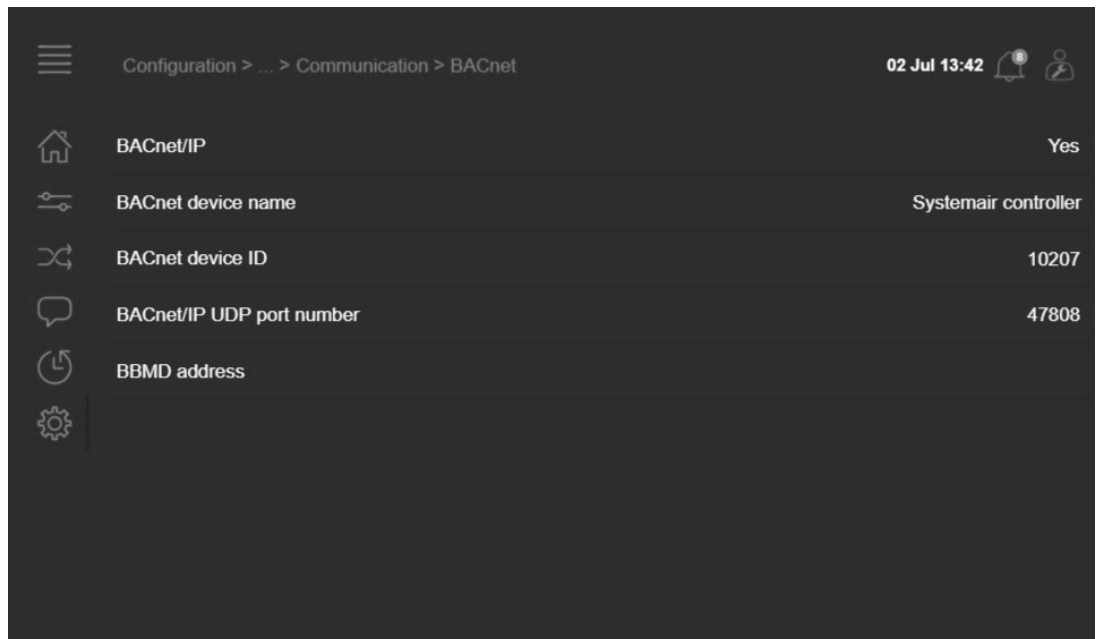 Configuration > ... > Communication > BACnet
02 Jul 13:42
8
BACnet/IP Yes
BACnet device name Systemair controller
BACnet device ID 10207
BACnet/IP UDP port number 47808
BBMD address